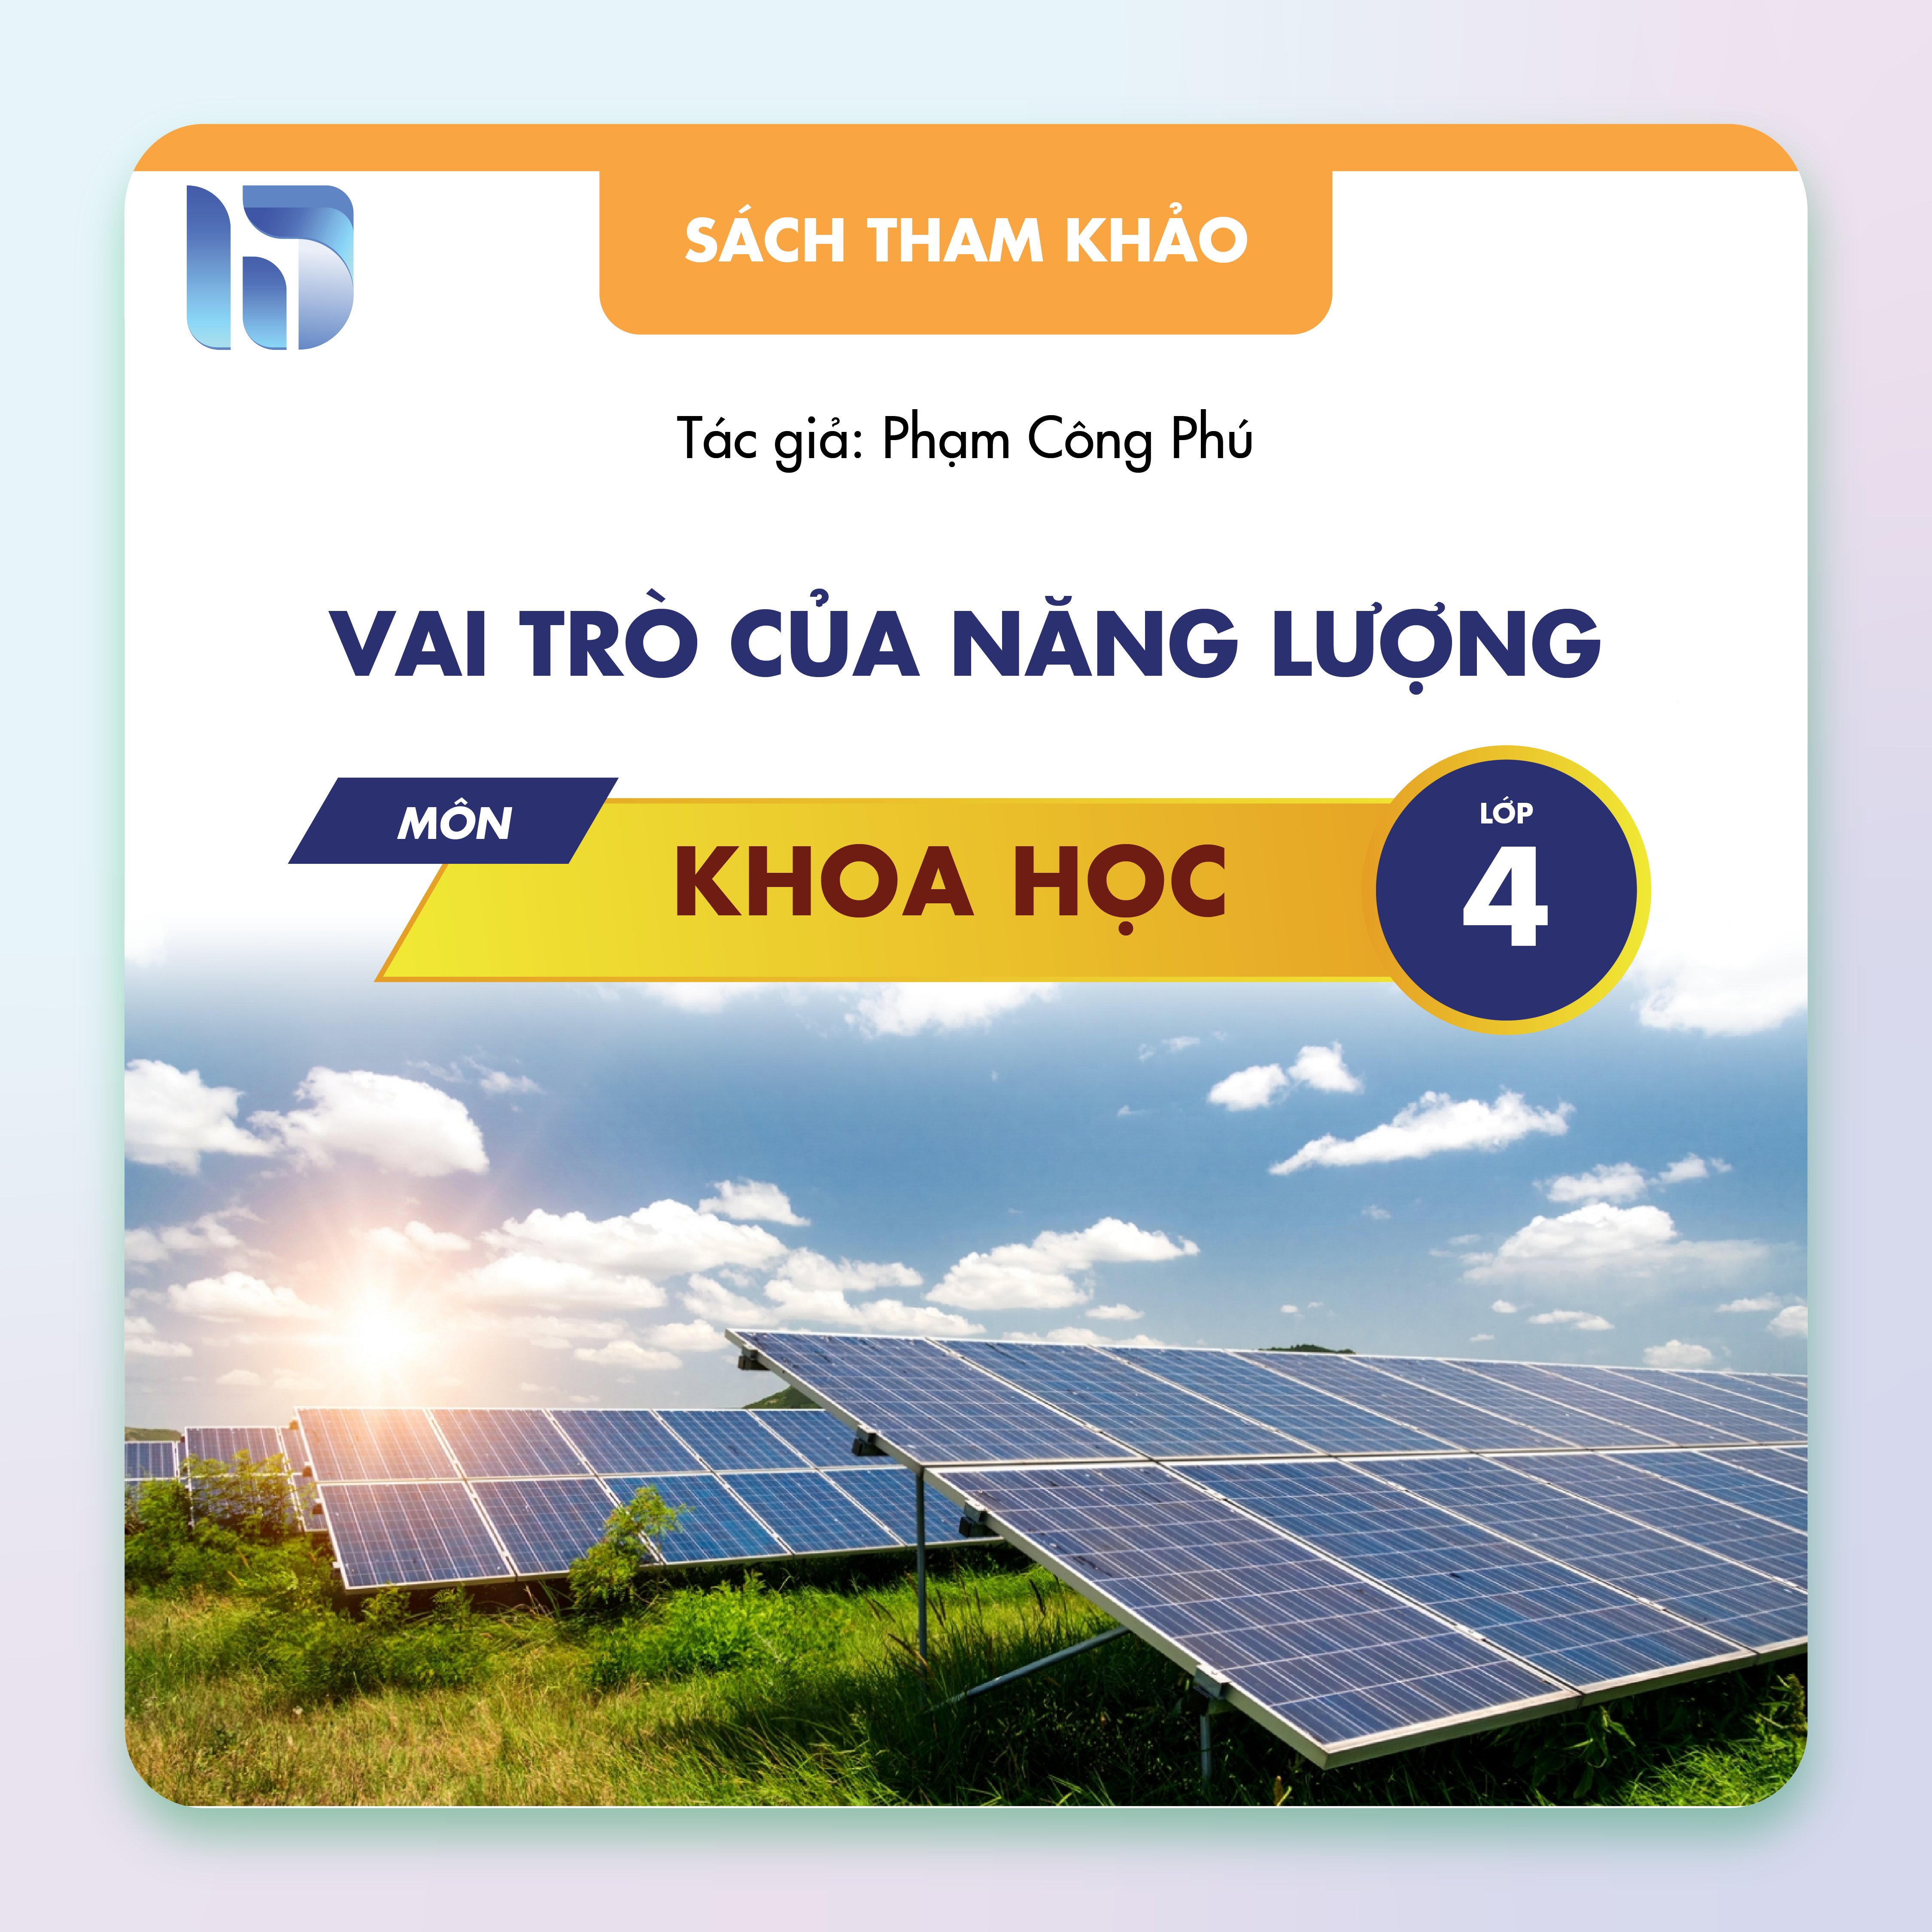 SÁCH THAM KHẢO
Tác giả: Phạm Công Phú
VAI TRÒ CỦA NĂNG LƯỢNG
MÔN
KHOA HỌC
LỚP
4